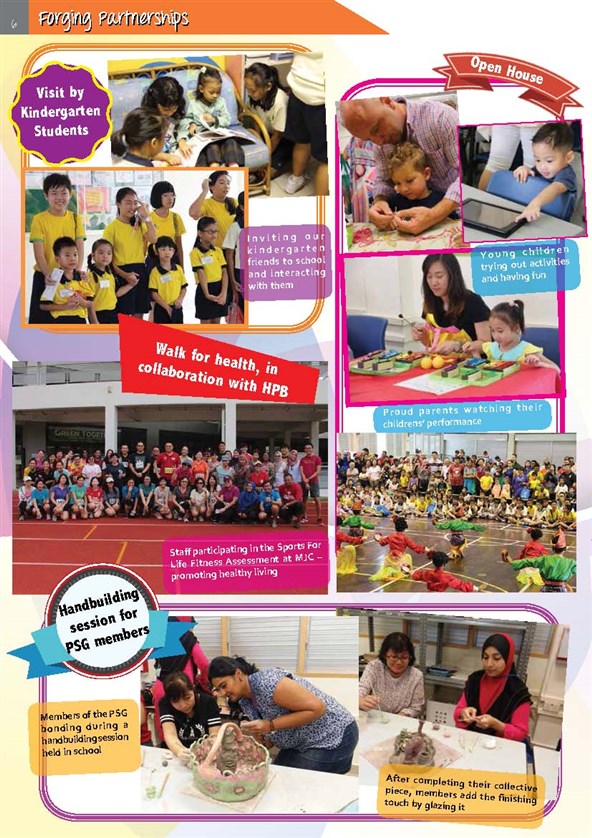 6
Forging Partnerships
Visit by
Kindergarten
Students
Inviting our
kindergarten
friends to school
and interacting
with them
Open House
Young children
trying out activities
and having fun
Proud parents watching their
childrens' performance
Walk for health, in
collaboration with HPB
GREEN TOGETHER
Staff participating in the Sports For
Life Fitness Assessment at MJC –
promoting healthy living
Handbuilding
session for
PSG members
Members of the PSG
bonding during a
handbuilding session
held in school
After completing their collective
piece, members add the finishing
touch by glazing it